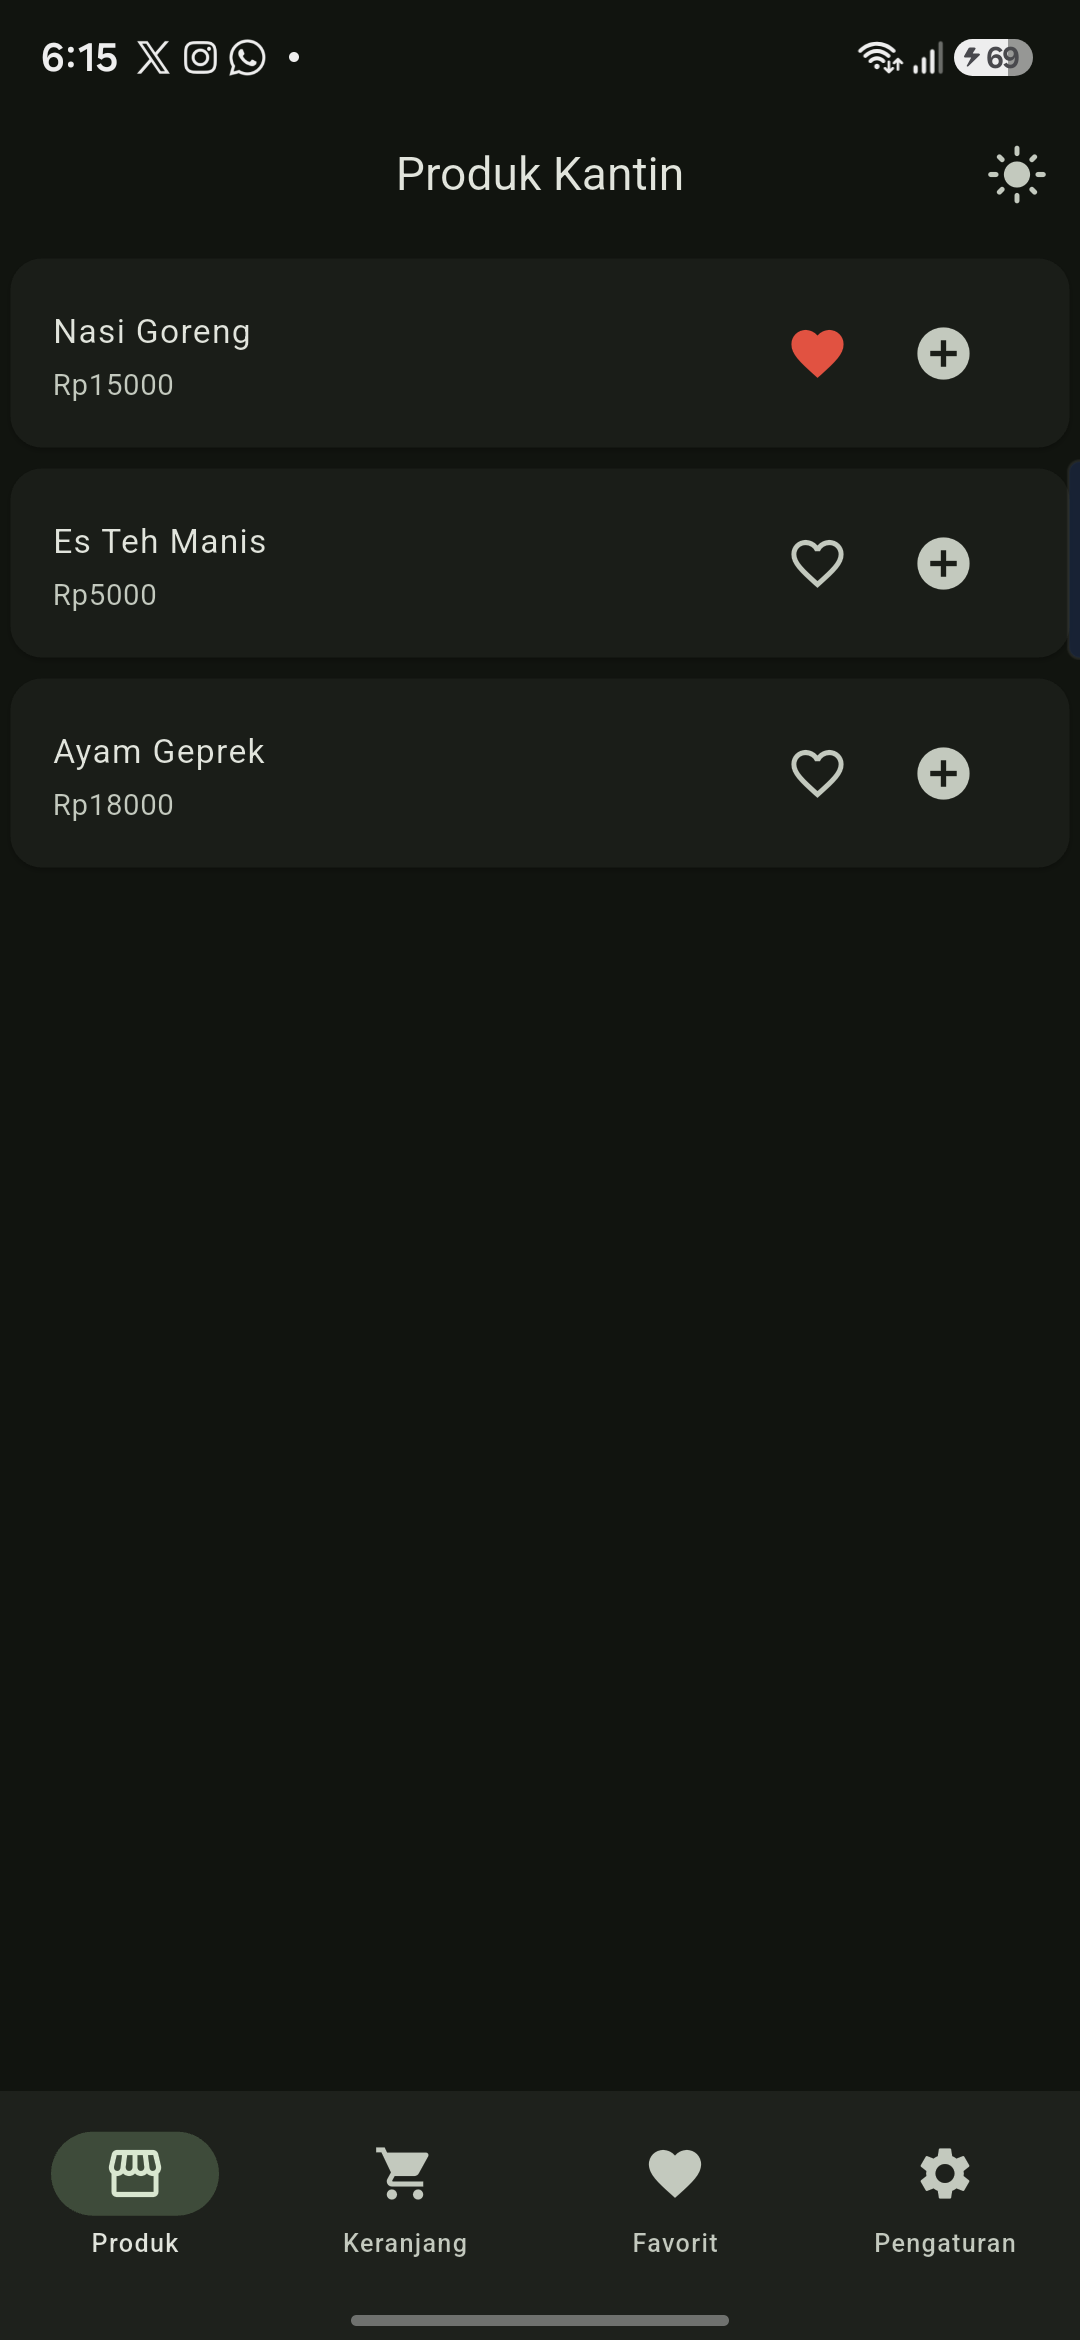 6:15
69
Produk Kantin
Nasi Goreng
Rp15000
Es Teh Manis
Rp5000
Ayam Geprek
Rp18000
Produk
Keranjang
Favorit
Pengaturan